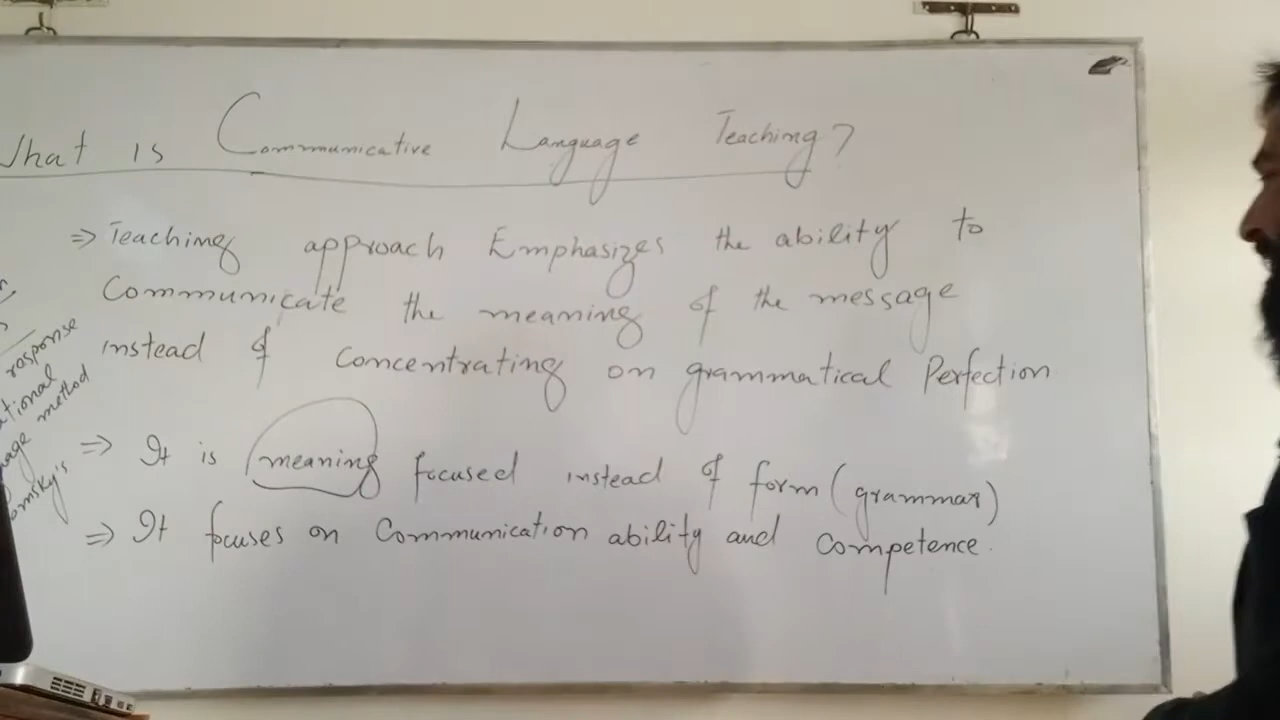 What is Communicative Language Teaching?
⇒ Teaching approach Emphasizes the ability to
Communicate the meaning of the message
instead of concentrating on grammatical Perfection
⇒ It is meaning focused instead of form (grammar)
⇒ It focuses on Communication ability and Competence.
response
method